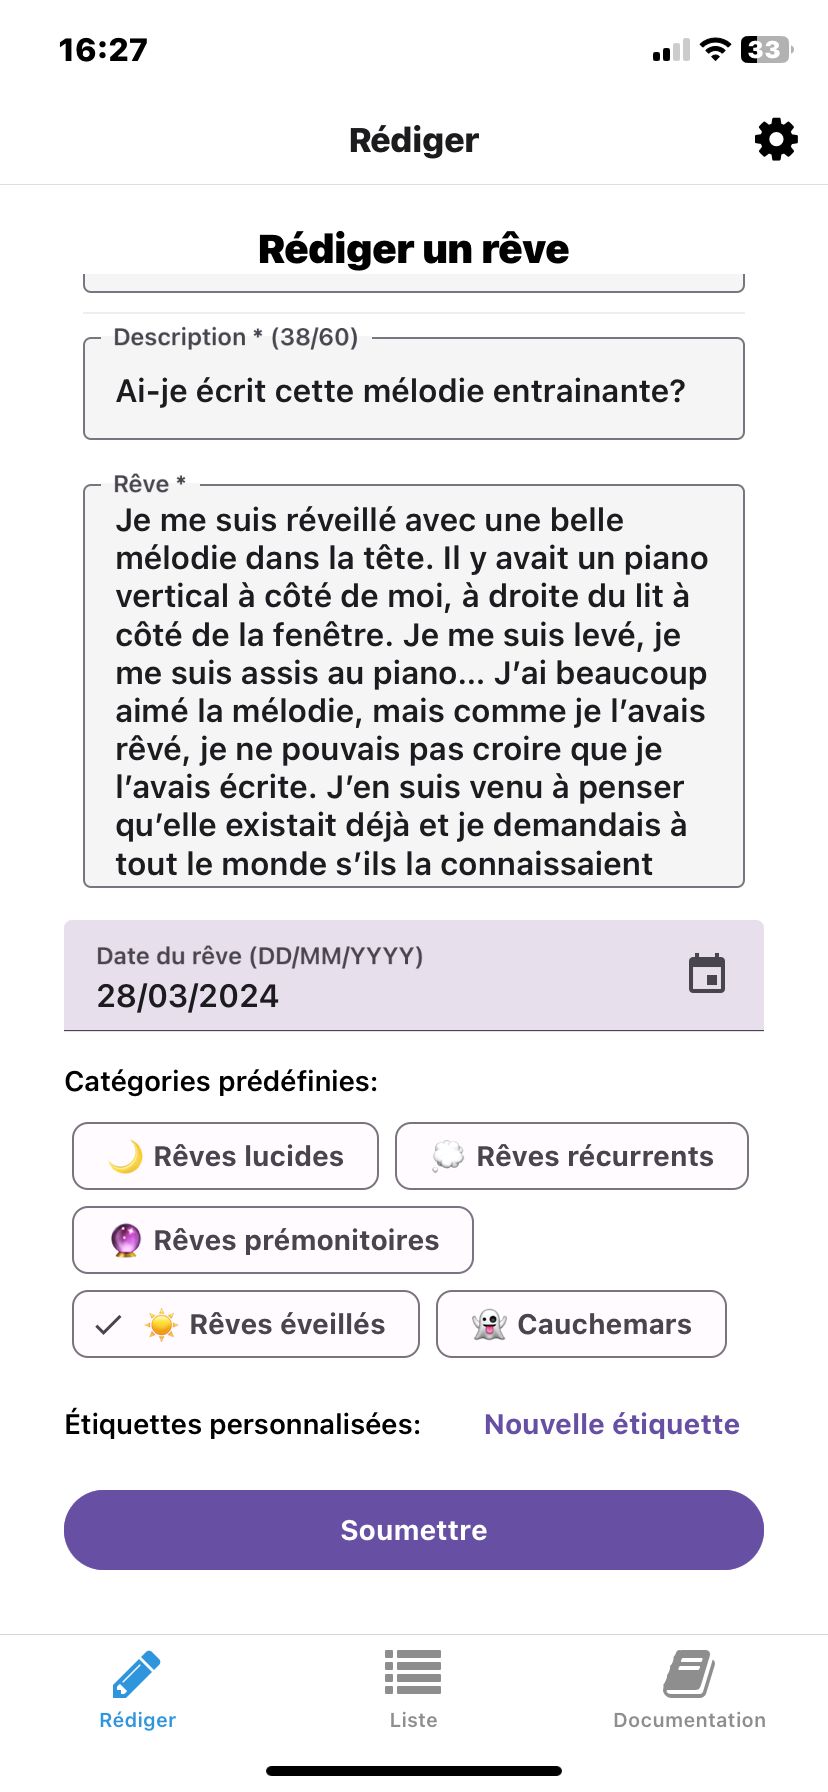 16:27
33
Rédiger
Rédiger un rêve
Description * (38/60)
Ai-je écrit cette mélodie entrainante?
Rêve *
Je me suis réveillé avec une belle
mélodie dans la tête. Il y avait un piano
vertical à côté de moi, à droite du lit à
côté de la fenêtre. Je me suis levé, je
me suis assis au piano... J’ai beaucoup
aimé la mélodie, mais comme je l’avais
rêvé, je ne pouvais pas croire que je
l’avais écrite. J’en suis venu à penser
qu’elle existait déjà et je demandais à
tout le monde s’ils la connaissaient
Date du rêve (DD/MM/YYYY)
28/03/2024
Catégories prédéfinies:
🌙 Rêves lucides
💭 Rêves récurrents
🔮 Rêves prémonitoires
☀️ Rêves éveillés
👻 Cauchemars
Étiquettes personnalisées:
Nouvelle étiquette
Soumettre
Rédiger
Liste
Documentation